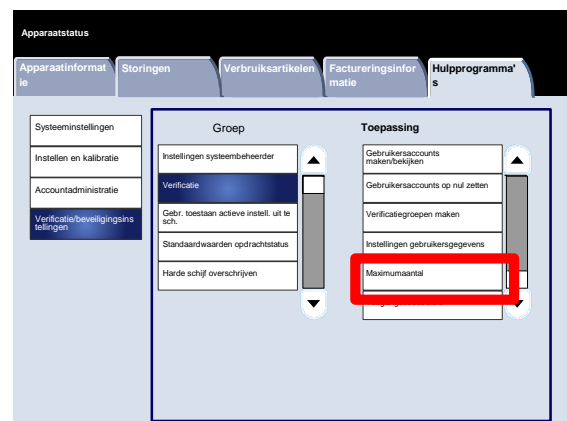 Apparaatstatus
Apparaatinformat
ie
Storingen
Verbruiksartikelen
Factureringsinfor
matie
Hulpprogramma'
s
Systeeminstellingen
Instellen en kalibratie
Accountadministratie
Verificatie/beveiligingsins
tellingen
Groep
Instellingen systeembeheerder
Verificatie
Gebr. toestaan actieve instell. uit te
sch.
Standaardwaarden opdrachtstatus
Harde schijf overschrijven
Toepassing
Gebruikersaccounts
maken/bekijken
Gebruikersaccounts op nul zetten
Verificatiegroepen maken
Instellingen gebruikersgegevens
Maximumaantal